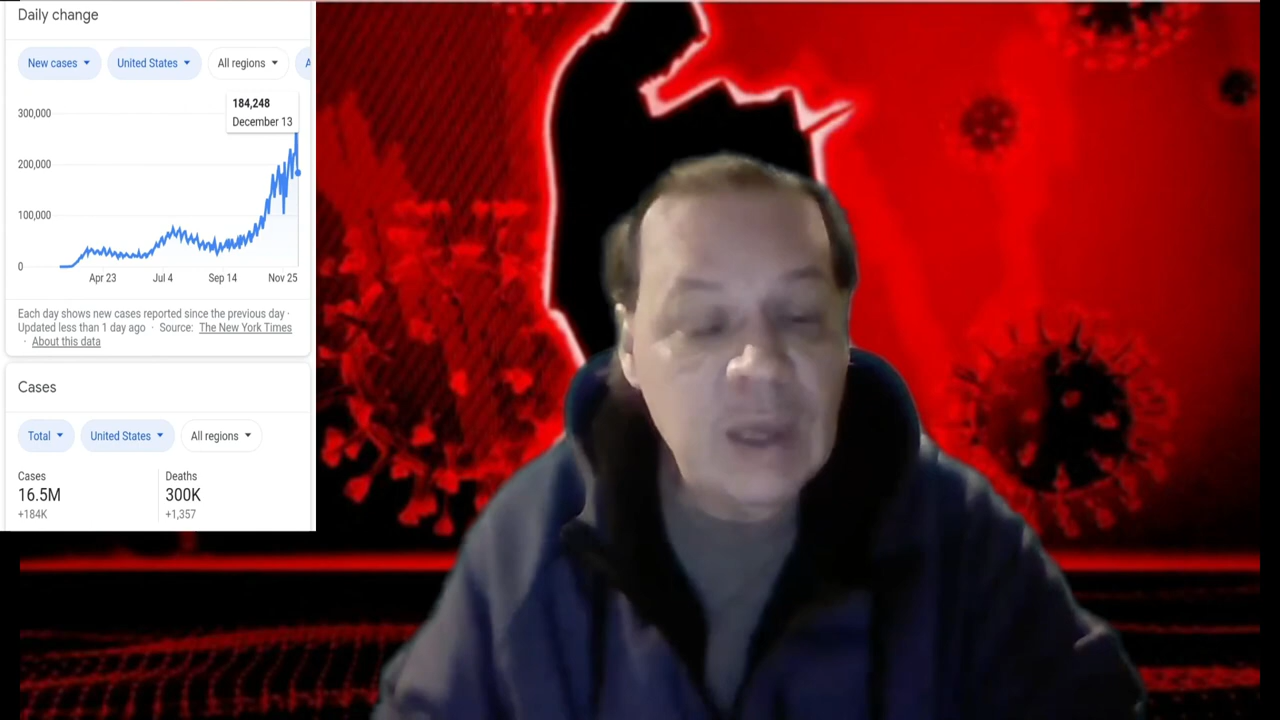 Daily change
New cases United States All regions A
184,248
December 13
300,000
200,000
100,000
0
Apr 23 Jul 4 Sep 14 Nov 25
Each day shows new cases reported since the previous day ·
Updated less than 1 day ago · Source: The New York Times
· About this data
Cases
Total United States All regions
Cases Deaths
16.5M 300K
+184K +1,357